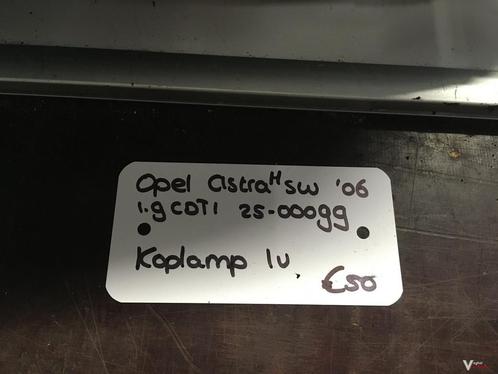 Opel Astra H SW '06
1.9 CDTI 25-000gg
Koplamp lv
€50